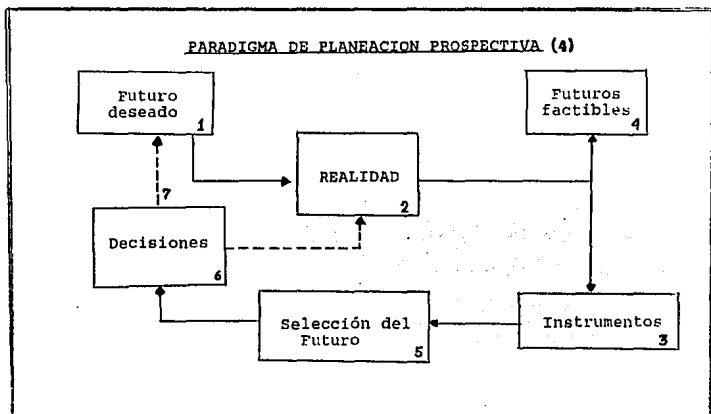 PARADIGMA DE PLANEACION PROSPECTIVA (4)
Futuro
deseado
1
Futuros
factibles
4
REALIDAD
2
7
Decisiones
6
Selección del
Futuro
5
Instrumentos
3